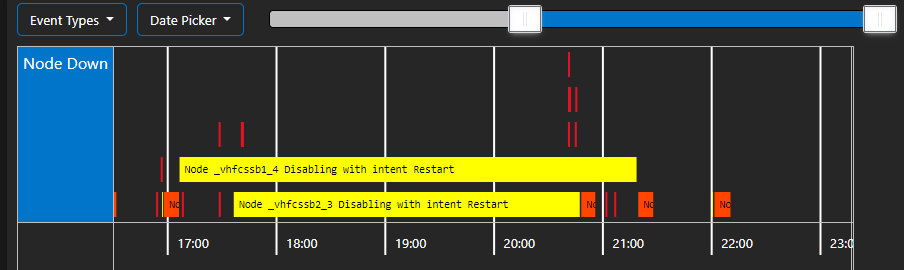 Event Types
Date Picker
Node Down
Node _vhfcssb1_4 Disabling with intent Restart
No
Node _vhfcssb2_3 Disabling with intent Restart
No
No
No
17:00
18:00
19:00
20:00
21:00
22:00
23:0